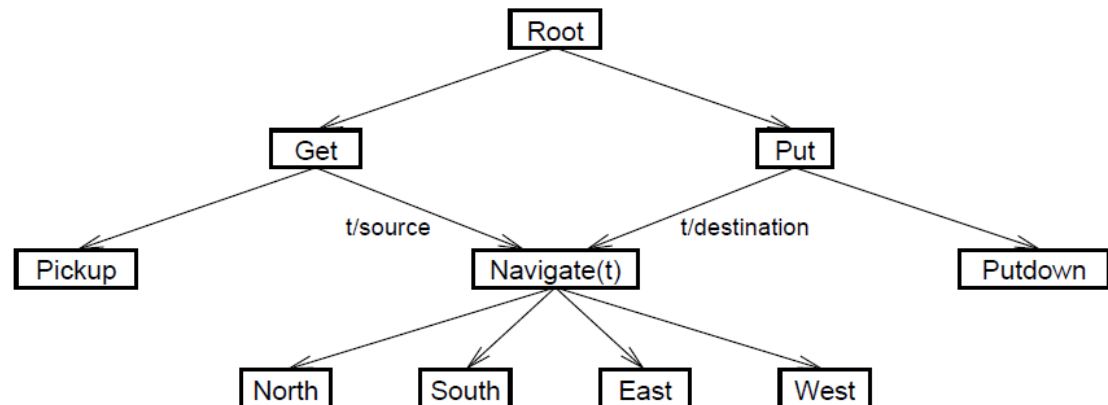 Root
Get
Put
t/source
t/destination
Pickup
Navigate(t)
Putdown
North
South
East
West